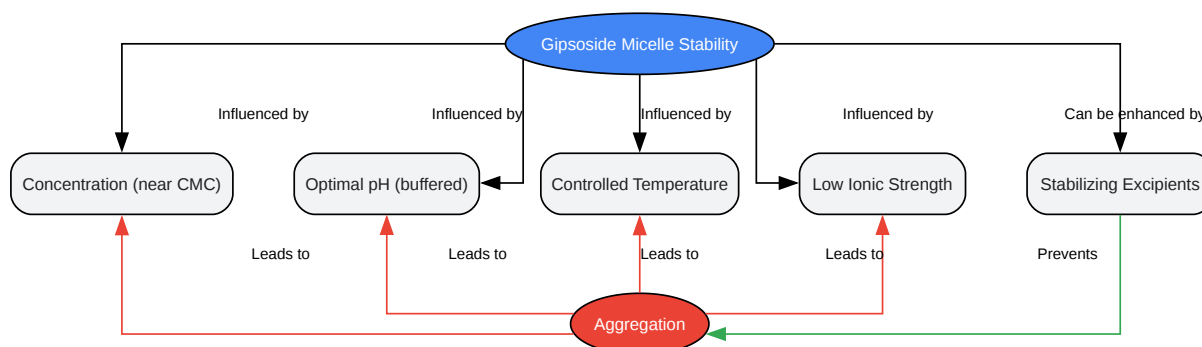 Gipsoside Micelle Stability
Influenced by
Influenced by
Influenced by
Influenced by
Can be enhanced by
Concentration (near CMC)
Optimal pH (buffered)
Controlled Temperature
Low Ionic Strength
Stabilizing Excipients
Leads to
Leads to
Leads to
Leads to
Prevents
Aggregation